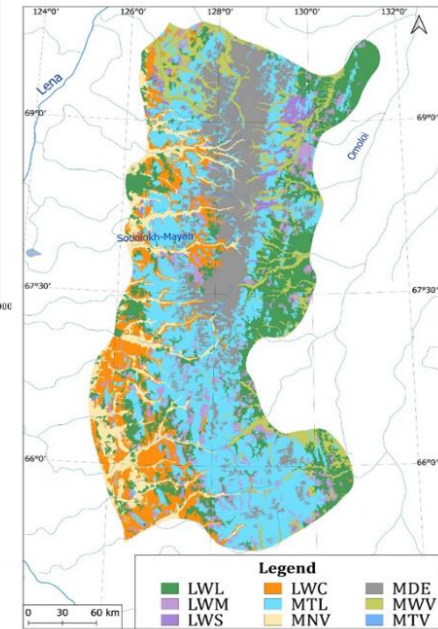 124°0' 126°0' 128°0' 130°0' 132°0'
Lena
69°0' 69°0'
Omoloi
Sobolokh-Mayan
67°30'
66°0' 66°0'
Legend
LWL LWC MDE
LWM MTL MWV
LWS MNV MTV
0 30 60 km